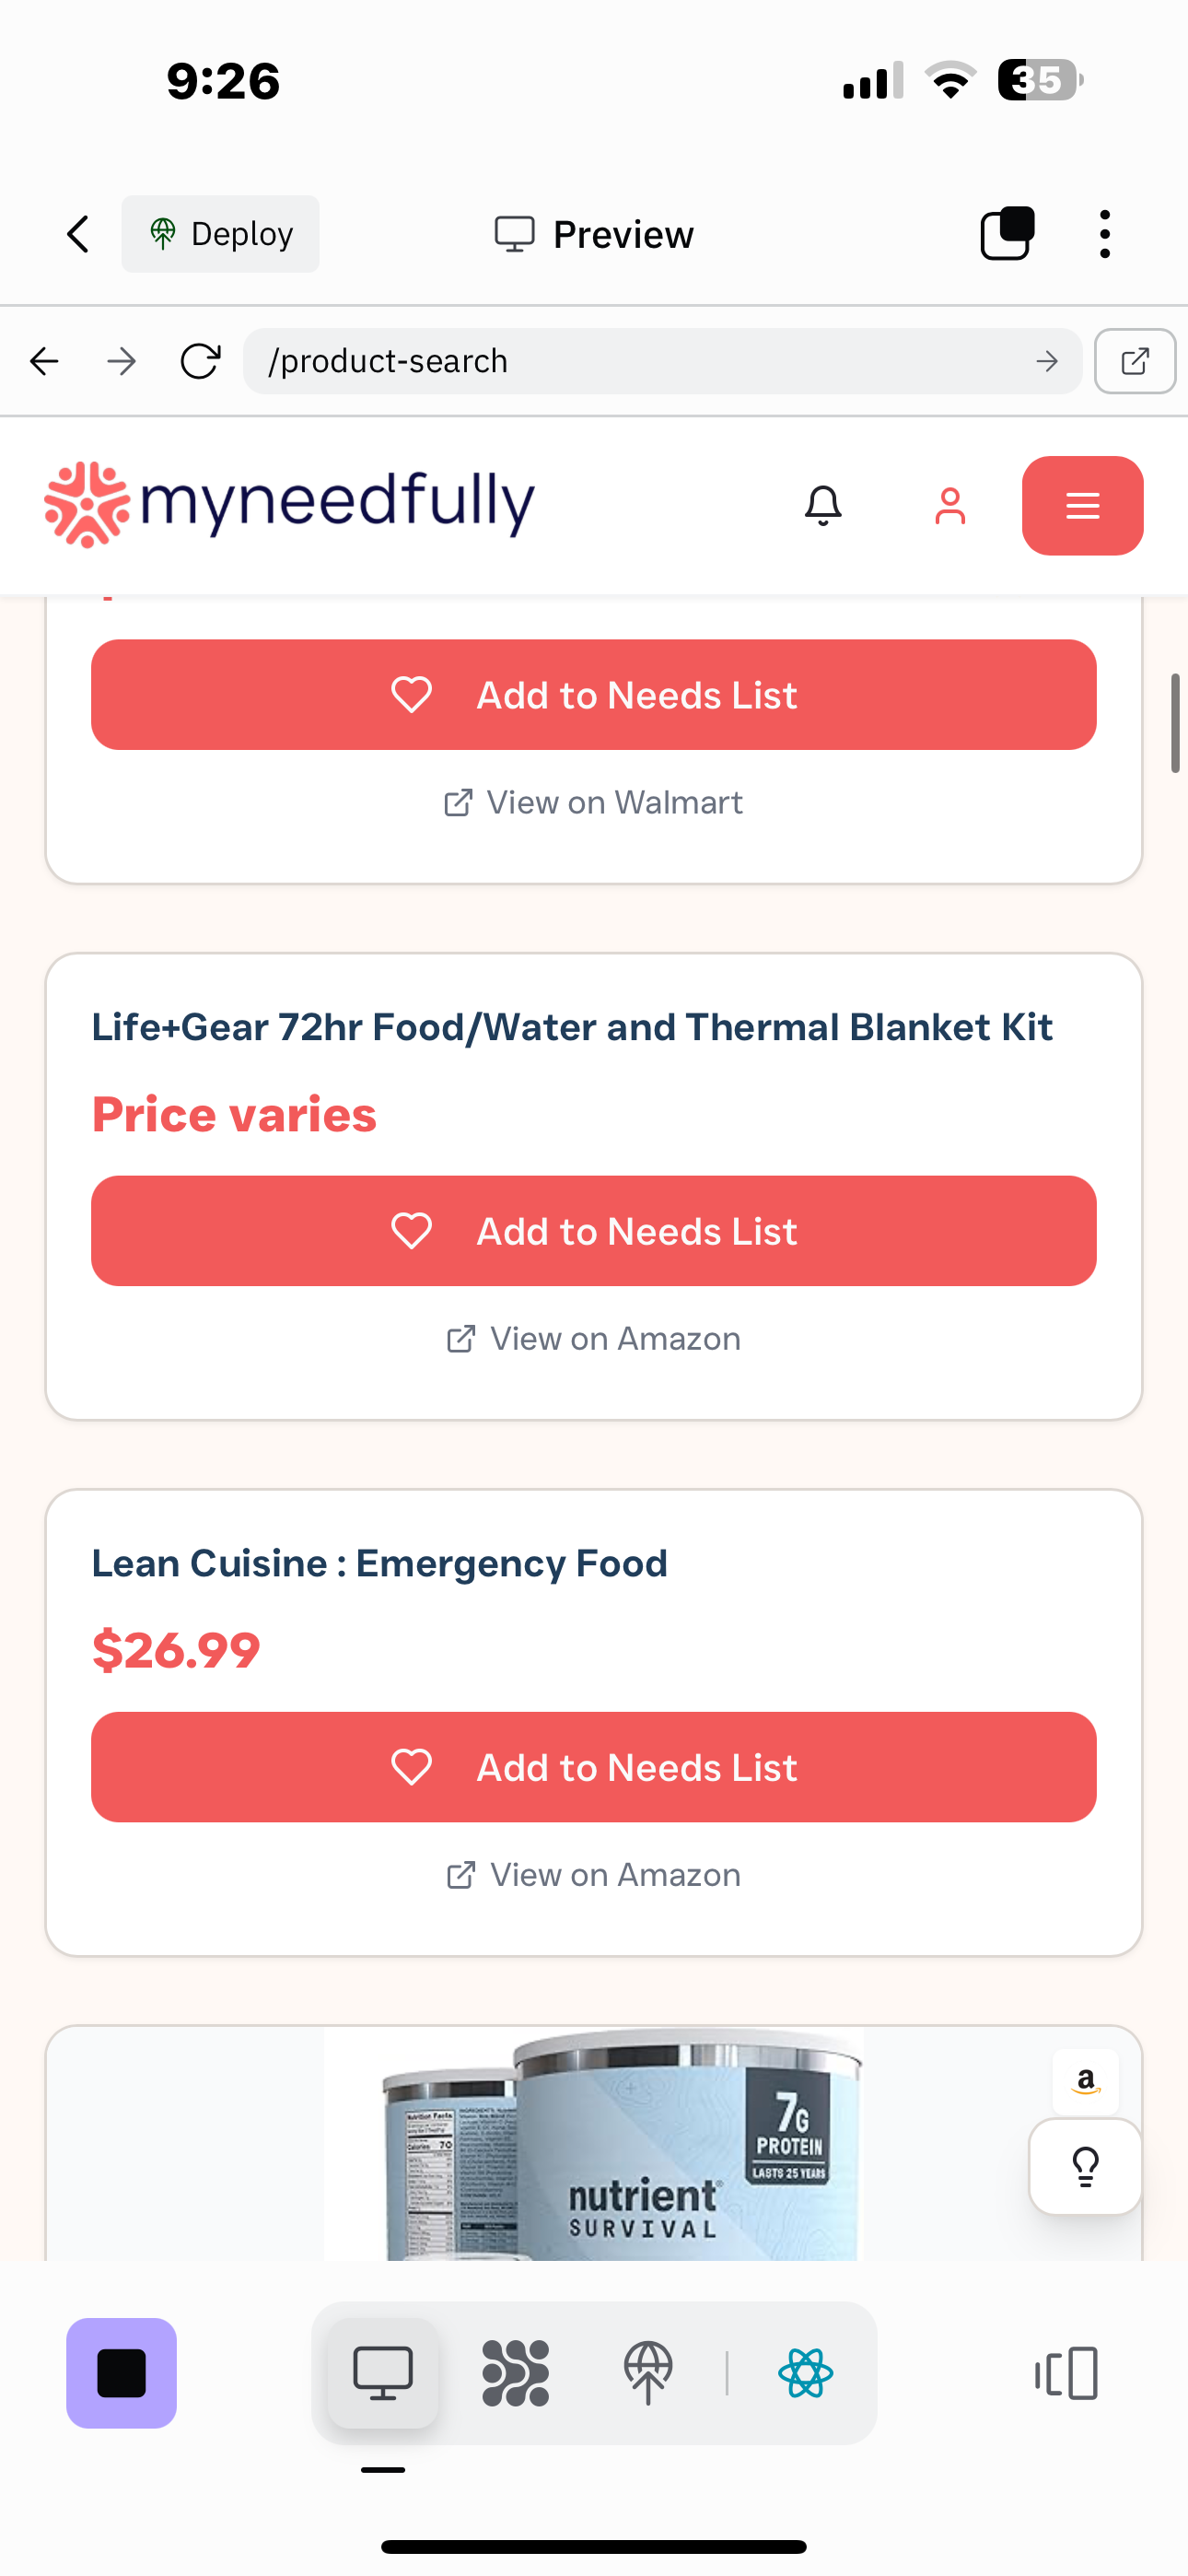 9:26
35
Deploy
Preview
/product-search
myneedfully
Add to Needs List
View on Walmart
Life+Gear 72hr Food/Water and Thermal Blanket Kit
Price varies
Add to Needs List
View on Amazon
Lean Cuisine : Emergency Food
$26.99
Add to Needs List
View on Amazon
a
7G
PROTEIN
LASTS 25 YEARS
Nutrition Facts
Calories 70
nutrient
SURVIVAL